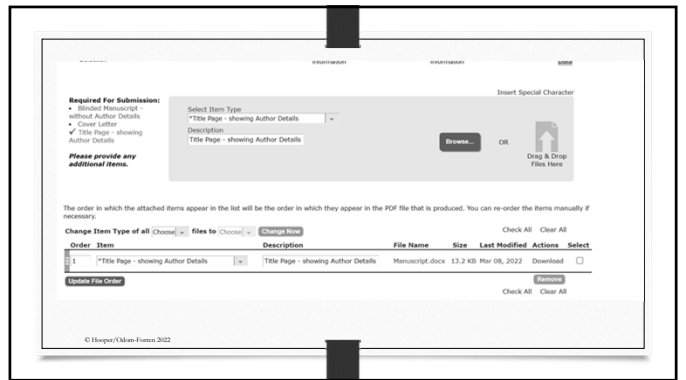 Insert Special Character
Required For Submission:
• Blinded Manuscript -
without Author Details
• Cover Letter
✓ Title Page - showing
Author Details
Please provide any
additional items.
Select Item Type
*Title Page - showing Author Details
Description
Title Page - showing Author Details
Browse...
OR
Drag & Drop
Files Here
The order in which the attached items appear in the list will be the order in which they appear in the PDF file that is produced. You can re-order the items manually if
necessary.
Change Item Type of all Choose files to Choose Change Now
Check All Clear All
Order Item Description File Name Size Last Modified Actions Select
1 *Title Page - showing Author Details Title Page - showing Author Details Manuscript.docx 13.2 KB Mar 08, 2022 Download
Update File Order
Remove
Check All Clear All
© Hooper/Odom-Forren 2022